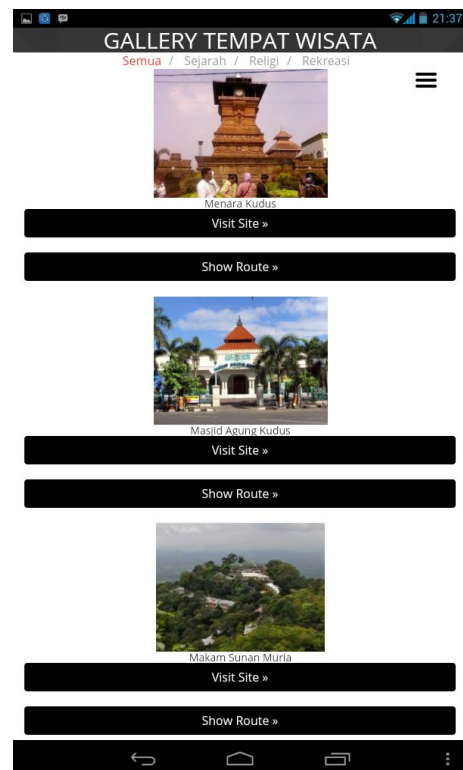 21:37
GALLERY TEMPAT WISATA
Semua / Sejarah / Religi / Rekreasi
Menara Kudus
Visit Site »
Show Route »
Masjid Agung Kudus
Visit Site »
Show Route »
Makam Sunan Muria
Visit Site »
Show Route »